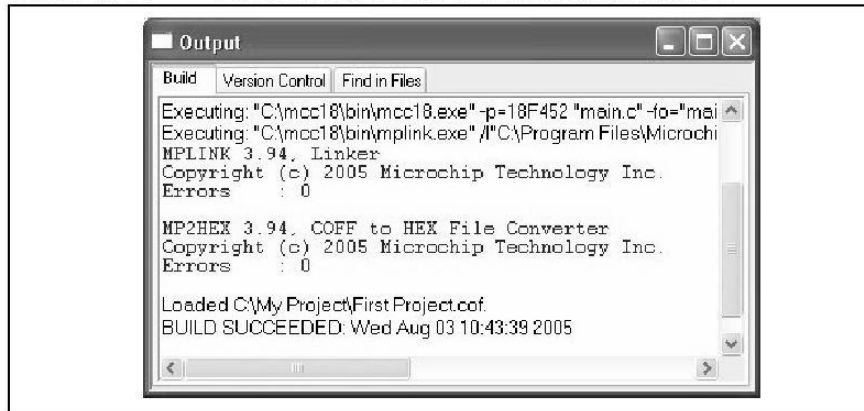 Output
Build Version Control Find in Files
Executing: "C:\mcc18\bin\mcc18.exe" -p=18F452 "main.c" -fo="mai
Executing: "C:\mcc18\bin\mplink.exe" /l"C:\Program Files\Microchi
MPLINK 3.94, Linker
Copyright (c) 2005 Microchip Technology Inc.
Errors : 0
MP2HEX 3.94, COFF to HEX File Converter
Copyright (c) 2005 Microchip Technology Inc.
Errors : 0
Loaded C:\My Project\First Project.cof.
BUILD SUCCEEDED: Wed Aug 03 10:43:39 2005